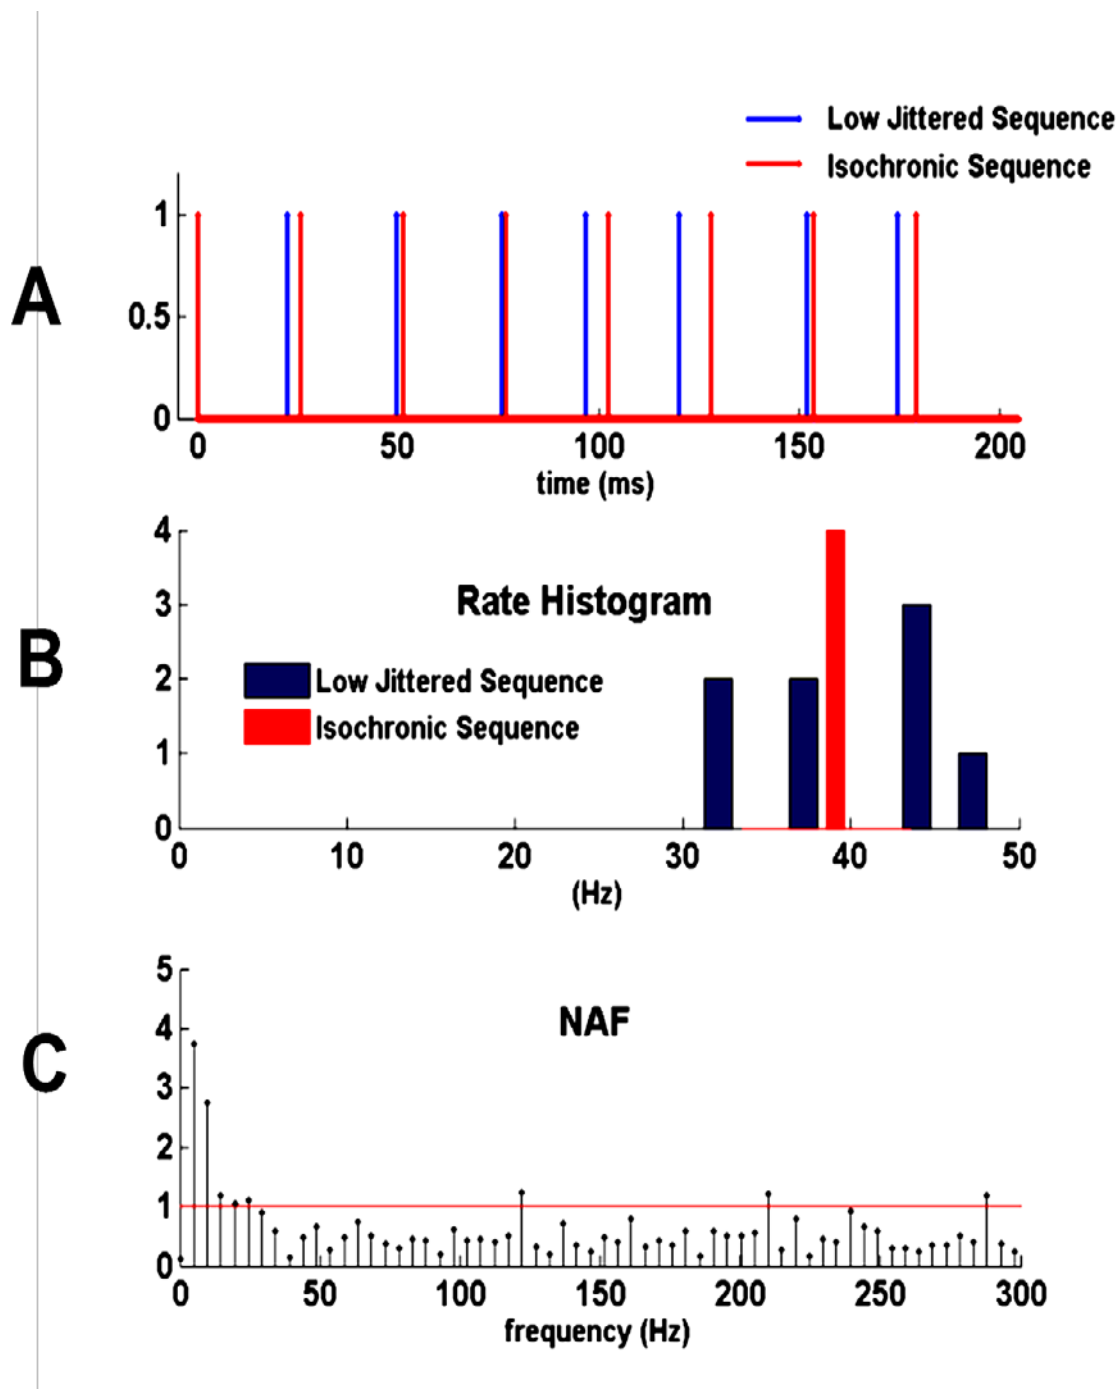 Low Jittered Sequence
Isochronic Sequence
A
1
0.5
0
0 50 100 150 200
time (ms)
B
4
3
2
1
0
Rate Histogram
Low Jittered Sequence
Isochronic Sequence
0 10 20 30 40 50
(Hz)
C
5
4
3
2
1
0
NAF
0 50 100 150 200 250 300
frequency (Hz)